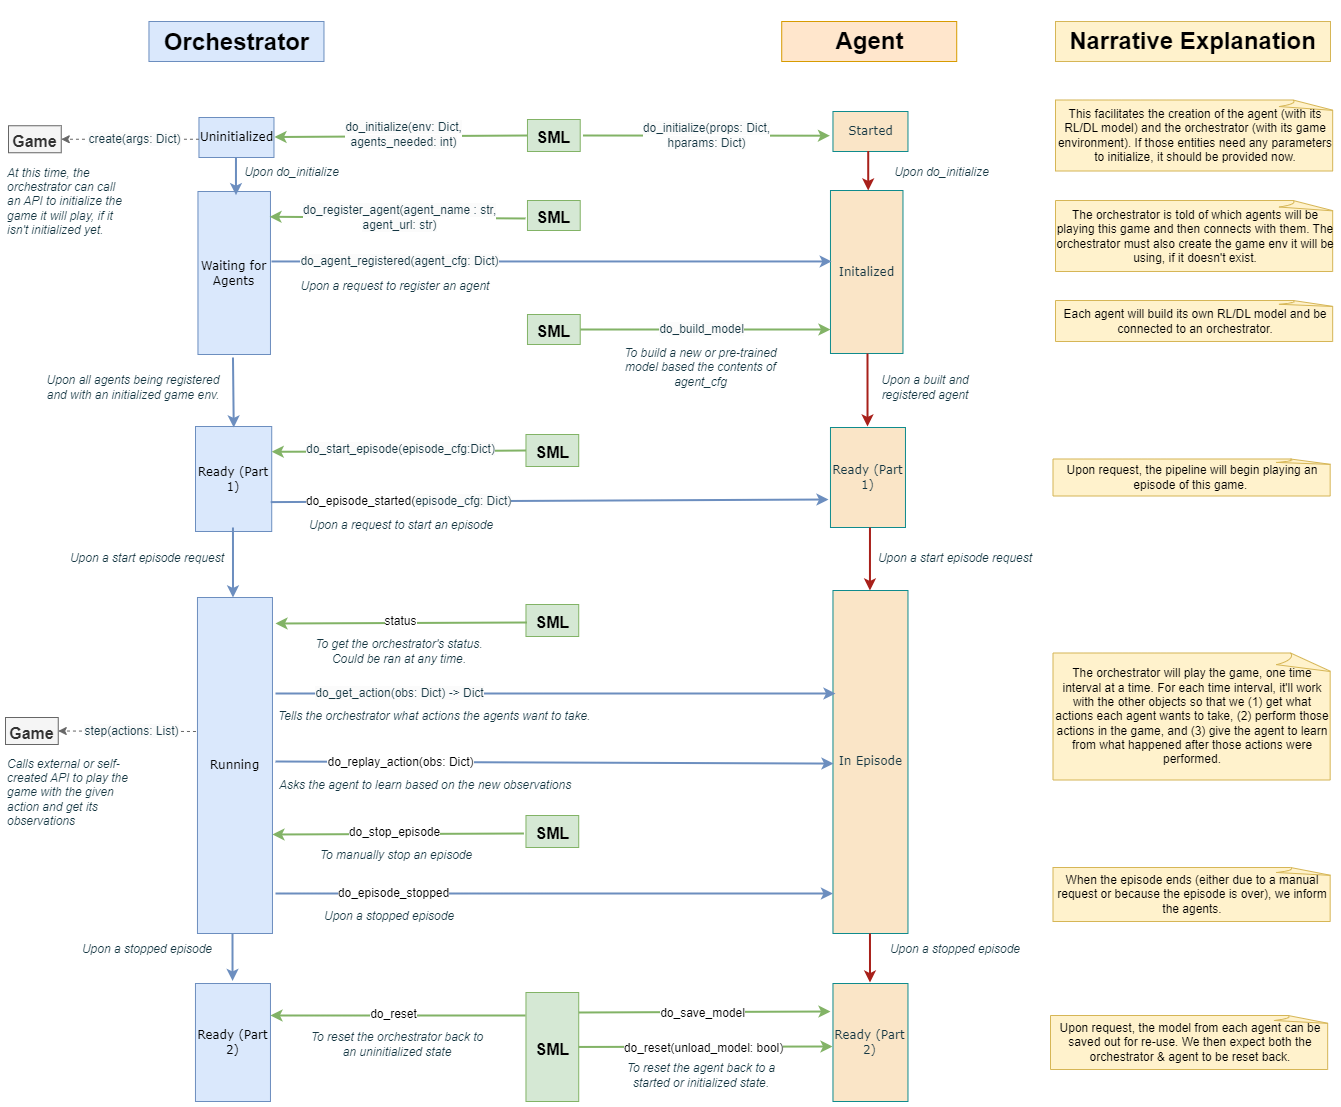 Orchestrator
Agent
Narrative Explanation
Game
create(args: Dict)
Uninitialized
do_initialize(env: Dict,
agents_needed: int)
SML
do_initialize(props: Dict,
hparams: Dict)
Started
This facilitates the creation of the agent (with its
RL/DL model) and the orchestrator (with its game
environment). If those entities need any parameters
to initialize, it should be provided now.
At this time, the
orchestrator can call
an API to initialize the
game it will play, if it
isn't initialized yet.
Upon do_initialize
Upon do_initialize
do_register_agent(agent_name : str,
agent_url: str)
SML
The orchestrator is told of which agents will be
playing this game and then connects with them. The
orchestrator must also create the game env it will be
using, if it doesn't exist.
Waiting for
Agents
do_agent_registered(agent_cfg: Dict)
Upon a request to register an agent
Initalized
SML
do_build_model
To build a new or pre-trained
model based the contents of
agent_cfg
Each agent will build its own RL/DL model and be
connected to an orchestrator.
Upon all agents being registered
and with an initialized game env.
Upon a built and
registered agent
Ready (Part
1)
do_start_episode(episode_cfg:Dict)
SML
do_episode_started(episode_cfg: Dict)
Upon a request to start an episode
Ready (Part
1)
Upon request, the pipeline will begin playing an
episode of this game.
Upon a start episode request
Upon a start episode request
status
SML
To get the orchestrator's status.
Could be ran at any time.
do_get_action(obs: Dict) -> Dict
Tells the orchestrator what actions the agents want to take.
The orchestrator will play the game, one time
interval at a time. For each time interval, it'll work
with the other objects so that we (1) get what
actions each agent wants to take, (2) perform those
actions in the game, and (3) give the agent to learn
from what happened after those actions were
performed.
Game
step(actions: List)
Calls external or self-
created API to play the
game with the given
action and get its
observations
Running
do_replay_action(obs: Dict)
Asks the agent to learn based on the new observations
In Episode
do_stop_episode
SML
To manually stop an episode
do_episode_stopped
Upon a stopped episode
When the episode ends (either due to a manual
request or because the episode is over), we inform
the agents.
Upon a stopped episode
Upon a stopped episode
Ready (Part
2)
do_reset
To reset the orchestrator back to
an uninitialized state
SML
do_save_model
do_reset(unload_model: bool)
To reset the agent back to a
started or initialized state.
Ready (Part
2)
Upon request, the model from each agent can be
saved out for re-use. We then expect both the
orchestrator & agent to be reset back.